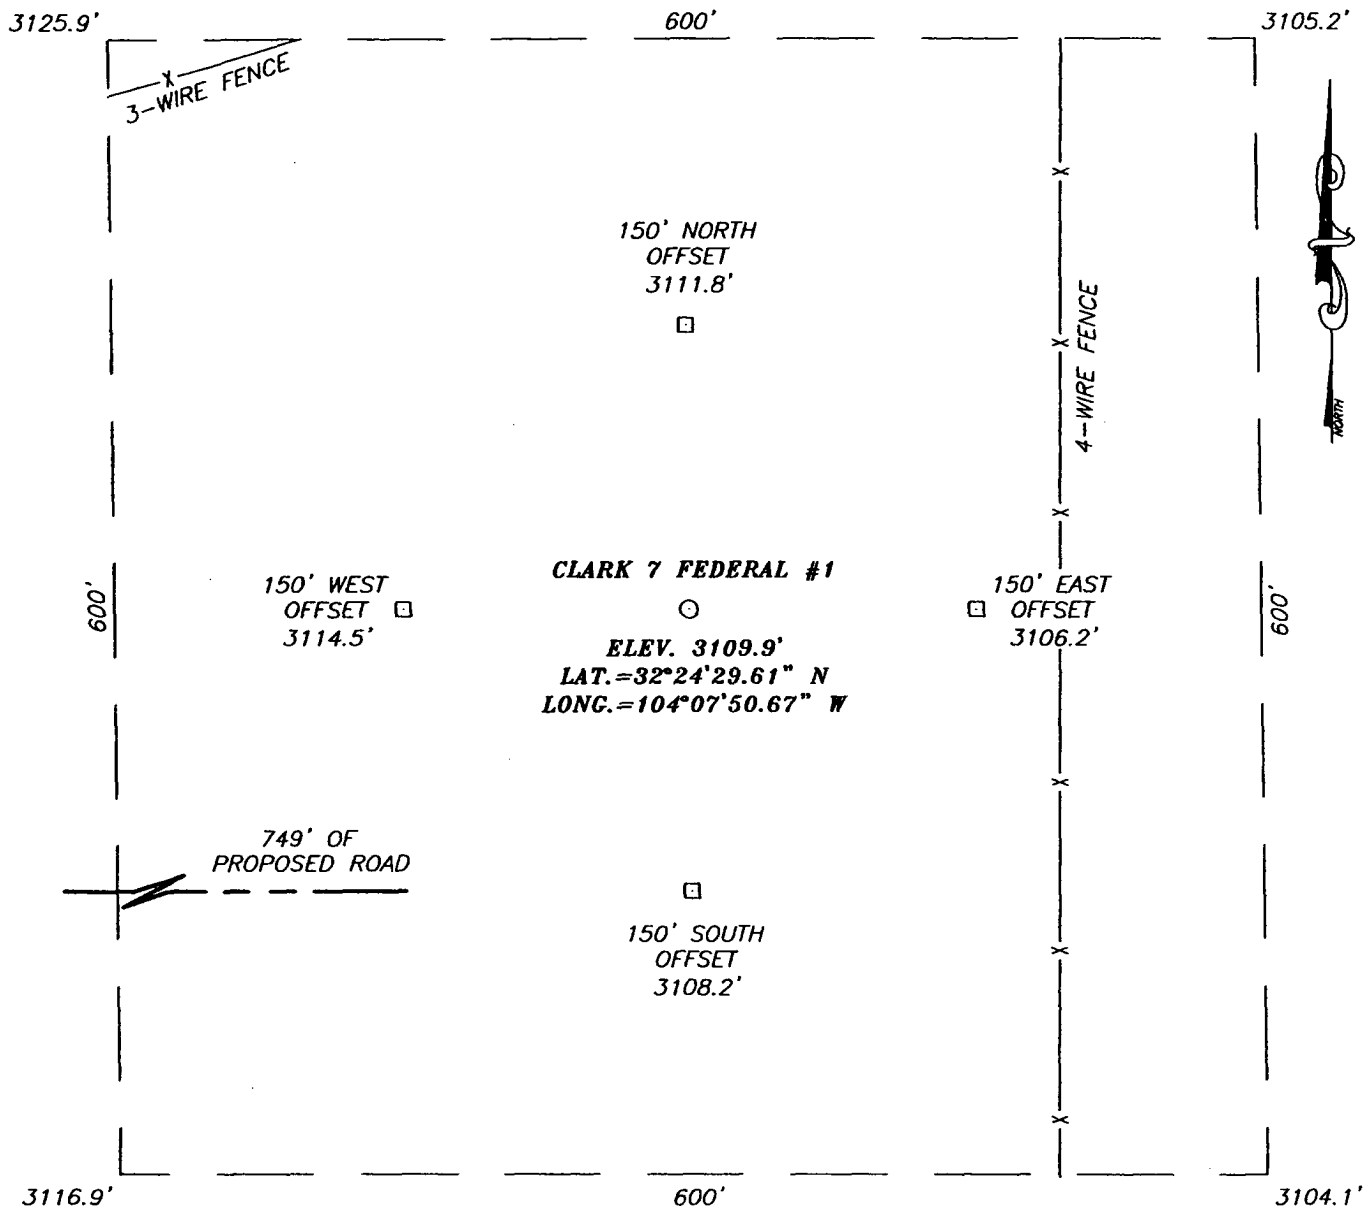 3125.9'
600'
3105.2'
X
3-WIRE FENCE
X
150' NORTH
OFFSET
3111.8'
4-WIRE FENCE
X
NORTH
X
CLARK 7 FEDERAL #1
150' WEST
OFFSET
3114.5'
150' EAST
OFFSET
3106.2'
600'
600'
ELEV. 3109.9'
LAT.=32°24'29.61" N
LONG.=104°07'50.67" W
X
749' OF
PROPOSED ROAD
150' SOUTH
OFFSET
3108.2'
X
X
3116.9'
600'
3104.1'